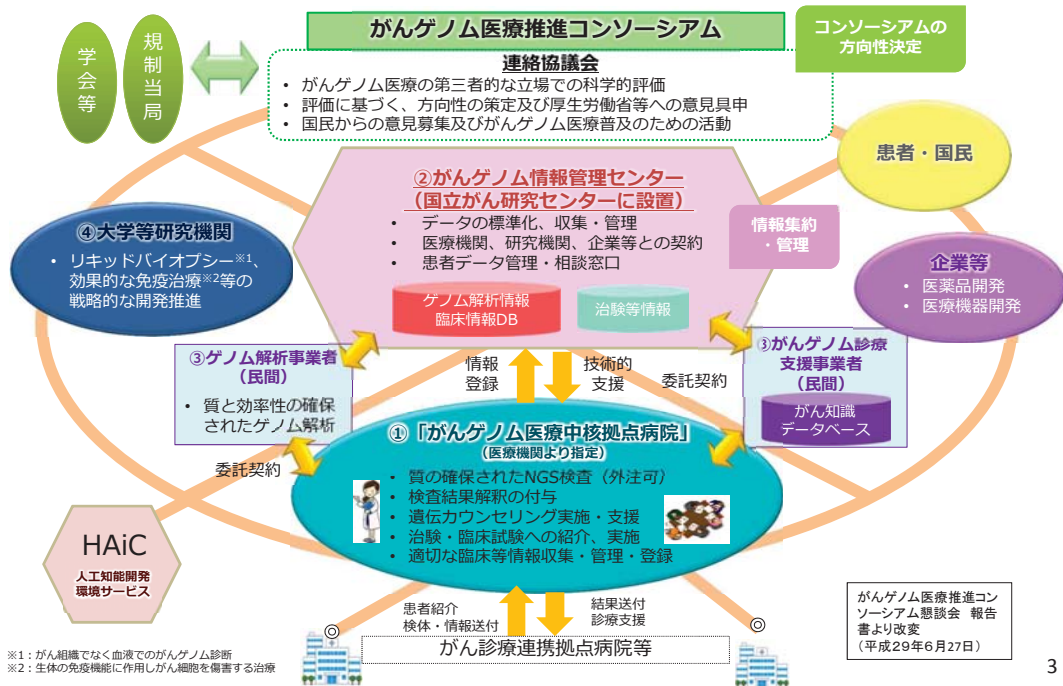 がんゲノム医療推進コンソーシアム
コンソーシアムの
方向性決定
学会等
規制当局
連絡協議会
• がんゲノム医療の第三者的な立場での科学的評価
• 評価に基づく、方向性の策定及び厚生労働省等への意見具申
• 国民からの意見募集及びがんゲノム医療普及のための活動
患者・国民
②がんゲノム情報管理センター
（国立がん研究センターに設置）
• データの標準化、収集・管理
• 医療機関、研究機関、企業等との契約
• 患者データ管理・相談窓口
情報集約
・管理
ゲノム解析情報
臨床情報DB
治験等情報
④大学等研究機関
• リキッドバイオプシー※1、
効果的な免疫治療※2等の
戦略的な開発推進
企業等
• 医薬品開発
• 医療機器開発
③ゲノム解析事業者
（民間）
• 質と効率性の確保
されたゲノム解析
情報
登録
技術的
支援
委託契約
③がんゲノム診療
支援事業者
（民間）
がん知識
データベース
委託契約
①「がんゲノム医療中核拠点病院」
（医療機関より指定）
• 質の確保されたNGS検査（外注可）
• 検査結果解釈の付与
• 遺伝カウンセリング実施・支援
• 治験・臨床試験への紹介、実施
• 適切な臨床等情報収集・管理・登録
HAiC
人工知能開発
環境サービス
患者紹介
検体・情報送付
結果送付
診療支援
◎
◎
がん診療連携拠点病院等
がんゲノム医療推進コン
ソーシアム懇談会 報告
書より改変
（平成29年6月27日）
※1：がん組織でなく血液でのゲノム診断
※2：生体の免疫機能に作用しがん細胞を傷害する治療
3